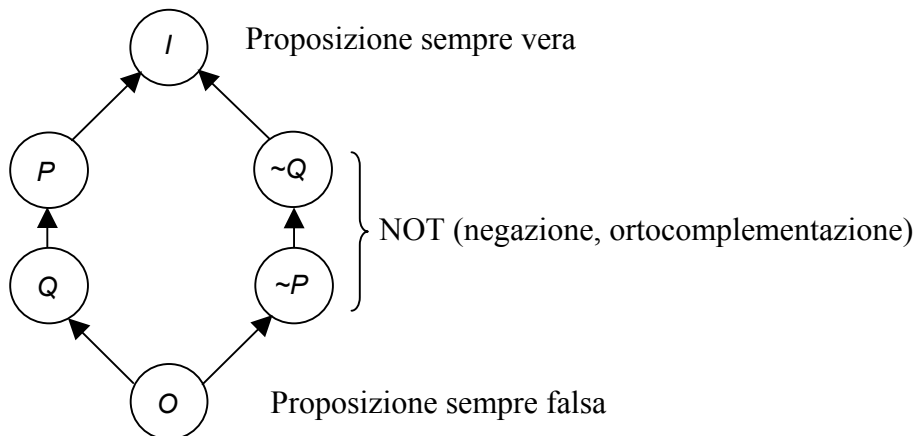 I Proposizione sempre vera
P ~Q
NOT (negazione, ortocomplementazione)
Q ~P
O Proposizione sempre falsa